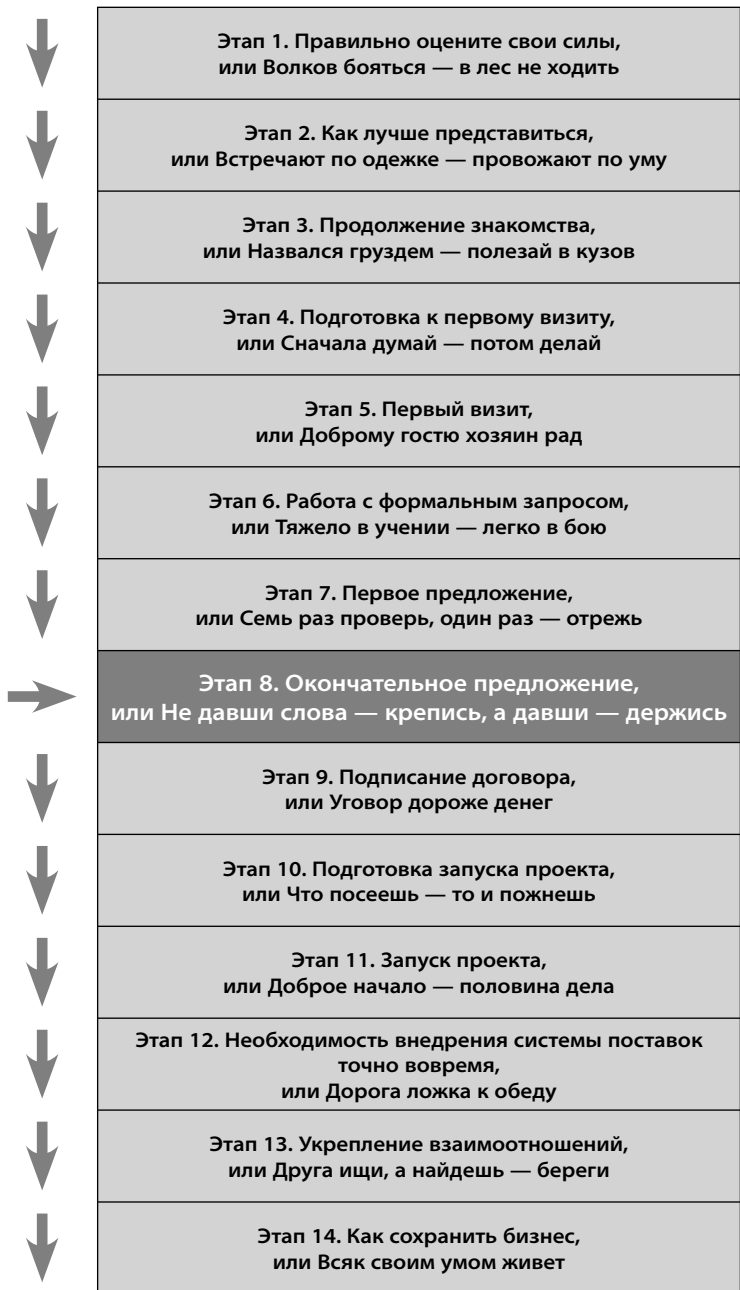 Этап 1. Правильно оцените свои силы,
или Волков бояться — в лес не ходить
Этап 2. Как лучше представиться,
или Встречают по одежке — провожают по уму
Этап 3. Продолжение знакомства,
или Назвался груздем — полезай в кузов
Этап 4. Подготовка к первому визиту,
или Сначала думай — потом делай
Этап 5. Первый визит,
или Доброму гостю хозяин рад
Этап 6. Работа с формальным запросом,
или Тяжело в учении — легко в бою
Этап 7. Первое предложение,
или Семь раз проверь, один раз — отрежь
Этап 8. Окончательное предложение,
или Не давши слова — крепись, а давши — держись
Этап 9. Подписание договора,
или Уговор дороже денег
Этап 10. Подготовка запуска проекта,
или Что посеешь — то и пожнешь
Этап 11. Запуск проекта,
или Доброе начало — половина дела
Этап 12. Необходимость внедрения системы поставок
точно вовремя,
или Дорога ложка к обеду
Этап 13. Укрепление взаимоотношений,
или Друга ищи, а найдешь — береги
Этап 14. Как сохранить бизнес,
или Всяк своим умом живет